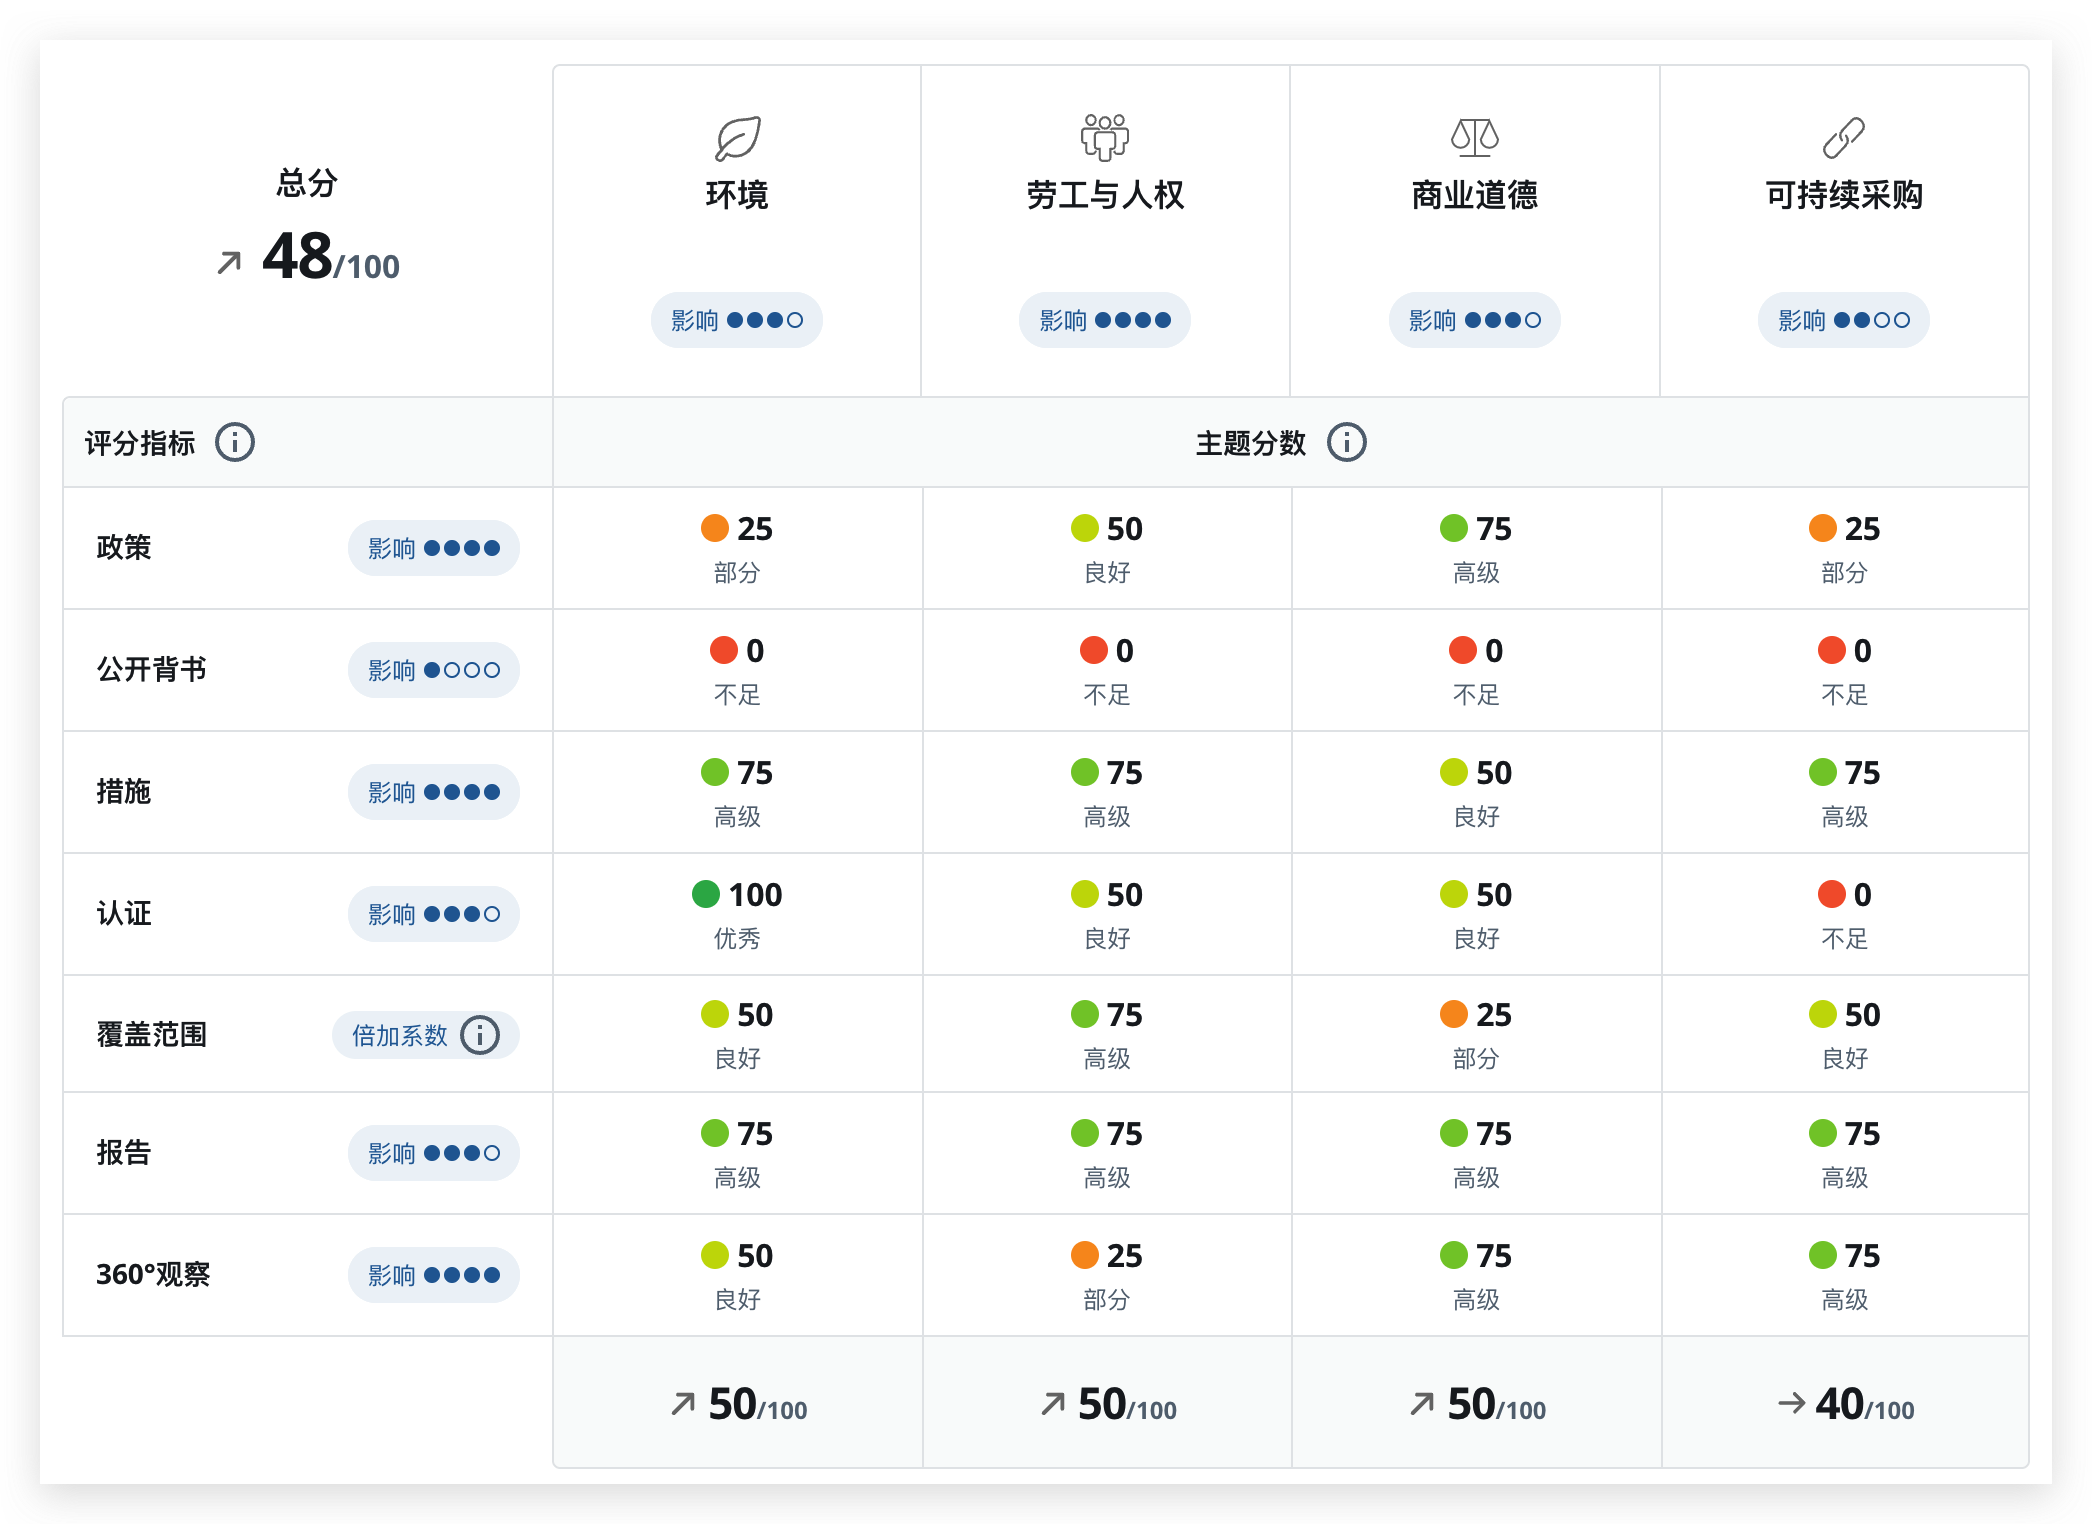 总分
48/100
环境
影响
劳工与人权
影响
商业道德
影响
可持续采购
影响
评分指标
主题分数
政策 影响
25 50 75 25
部分 良好 高级 部分
公开背书 影响
0 0 0 0
不足 不足 不足 不足
措施 影响
75 75 50 75
高级 高级 良好 高级
认证 影响
100 50 50 0
优秀 良好 良好 不足
覆盖范围 倍加系数
50 75 25 50
良好 高级 部分 良好
报告 影响
75 75 75 75
高级 高级 高级 高级
360°观察 影响
50 25 75 75
良好 部分 高级 高级
50/100 50/100 50/100 40/100